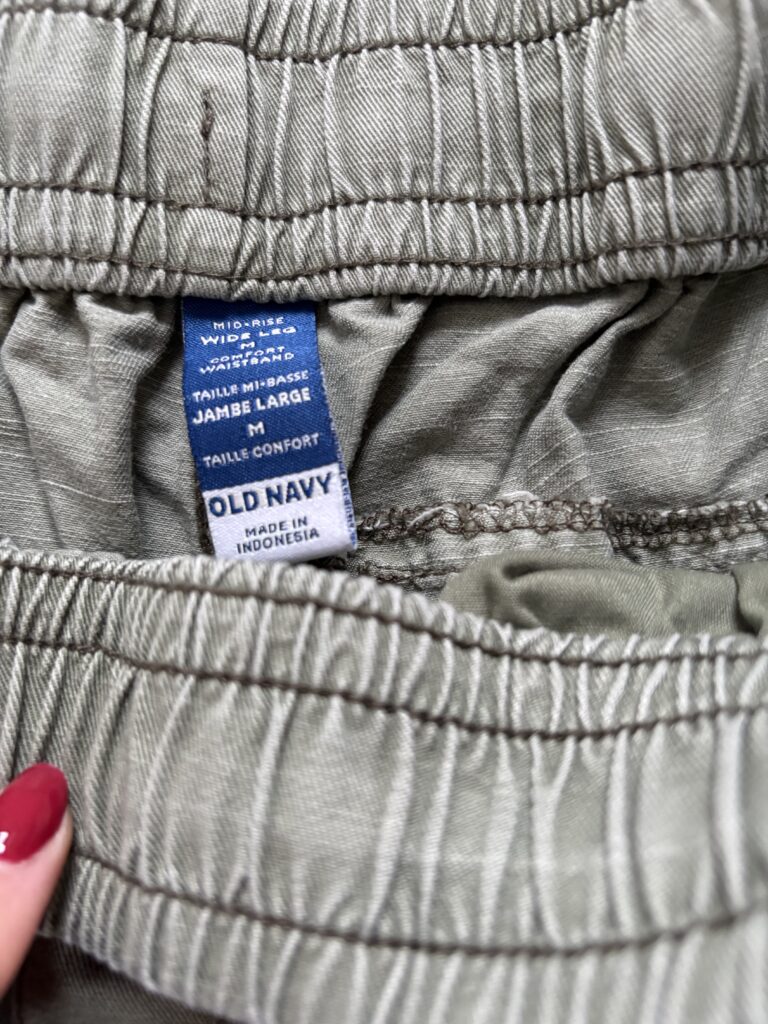 MID-RISE
WIDE LEG
M
COMFORT
WAISTBAND
TAILLE MI-BASSE
JAMBE LARGE
M
TAILLE CONFORT
OLD NAVY
MADE IN
INDONESIA